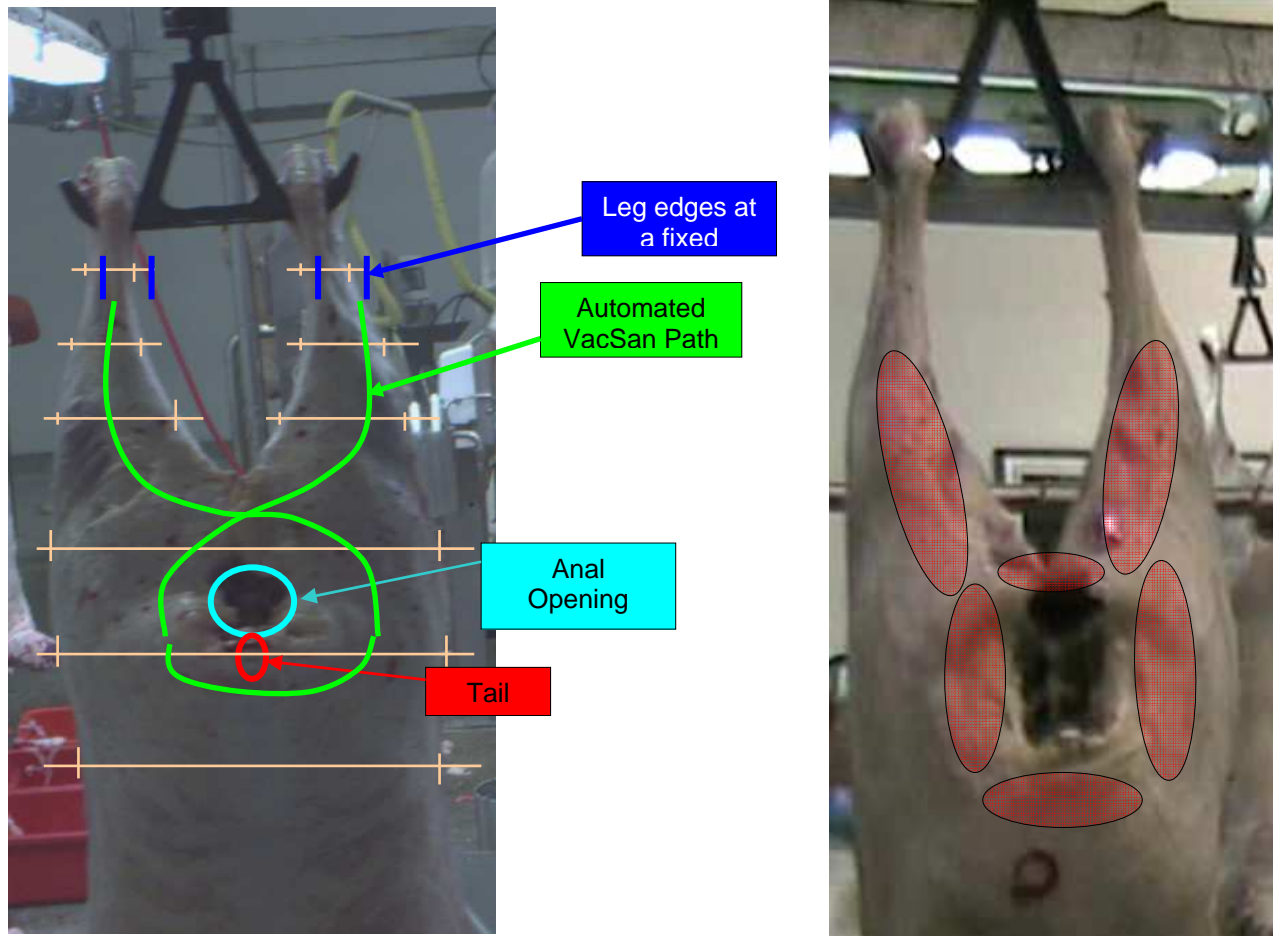 Leg edges at
a fixed
Automated
VacSan Path
Anal
Opening
Tail